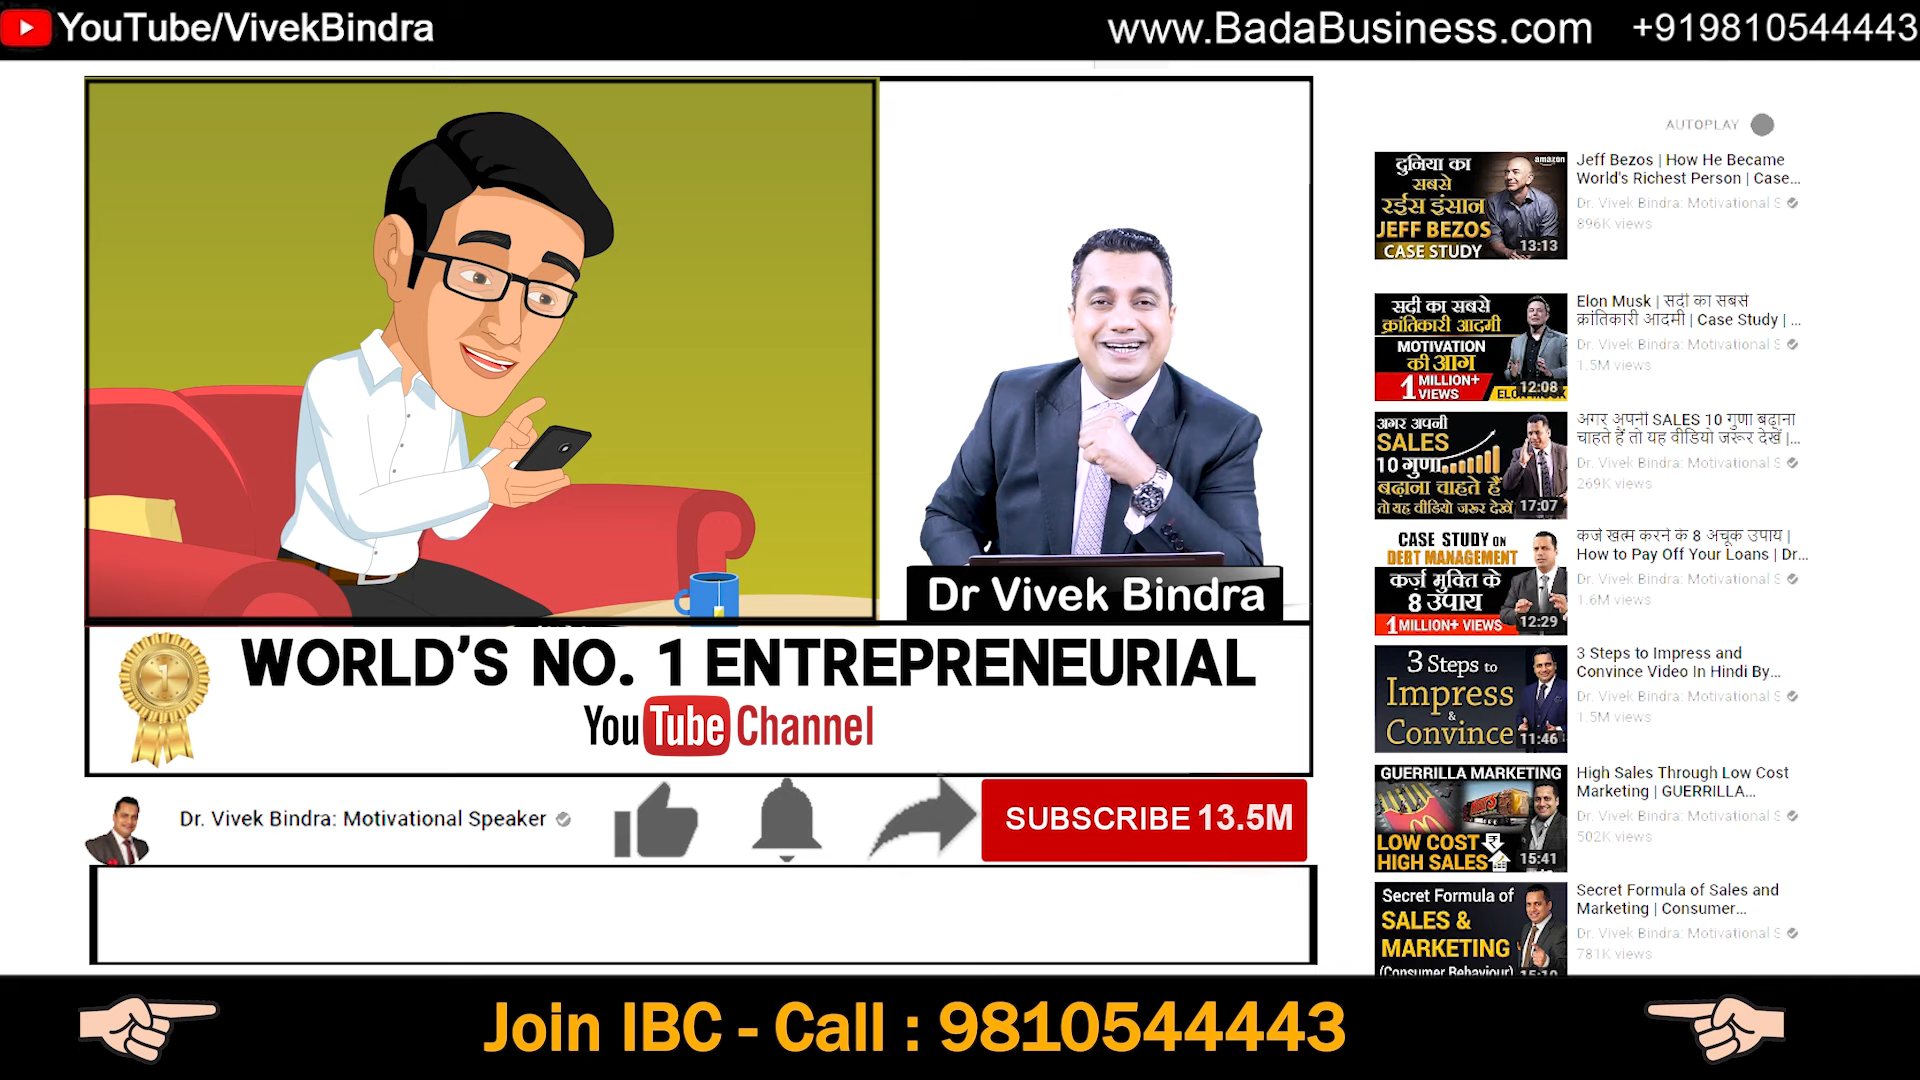 YouTube/VivekBindra
www.BadaBusiness.com
+919810544443
Dr Vivek Bindra
WORLD'S NO. 1 ENTREPRENEURIAL
YouTube Channel
Dr. Vivek Bindra: Motivational Speaker
SUBSCRIBE 13.5M
AUTOPLAY
दुनिया का
सबसे
रईस इंसान
JEFF BEZOS
CASE STUDY
amazon
13:13
Jeff Bezos | How He Became
World's Richest Person | Case...
Dr. Vivek Bindra: Motivational S
896K views
सदी का सबसे
क्रांतिकारी आदमी
MOTIVATION
की आग
1 MILLION+
VIEWS
ELON MUSK
12:08
Elon Musk | सदी का सबसे
क्रांतिकारी आदमी | Case Study | ...
Dr. Vivek Bindra: Motivational S
1.5M views
अगर अपनी
SALES
10 गुणा
बढ़ाना चाहते हैं
तो यह वीडियो जरूर देखें
17:07
अगर अपनी SALES 10 गुणा बढ़ाना
चाहते हैं तो यह वीडियो जरूर देखें |...
Dr. Vivek Bindra: Motivational S
269K views
CASE STUDY ON
DEBT MANAGEMENT
कर्ज़ मुक्ति के
8 उपाय
1 MILLION+ VIEWS
12:29
कर्ज खत्म करने के 8 अचूक उपाय |
How to Pay Off Your Loans | Dr...
Dr. Vivek Bindra: Motivational S
1.6M views
3 Steps to
Impress
&
Convince
11:46
3 Steps to Impress and
Convince Video In Hindi By...
Dr. Vivek Bindra: Motivational S
1.5M views
GUERRILLA MARKETING
LOW COST
HIGH SALES
15:41
High Sales Through Low Cost
Marketing | GUERRILLA...
Dr. Vivek Bindra: Motivational S
502K views
Secret Formula of
SALES &
MARKETING
(Consumer Behaviour)
15:10
Secret Formula of Sales and
Marketing | Consumer...
Dr. Vivek Bindra: Motivational S
781K views
Join IBC - Call : 9810544443